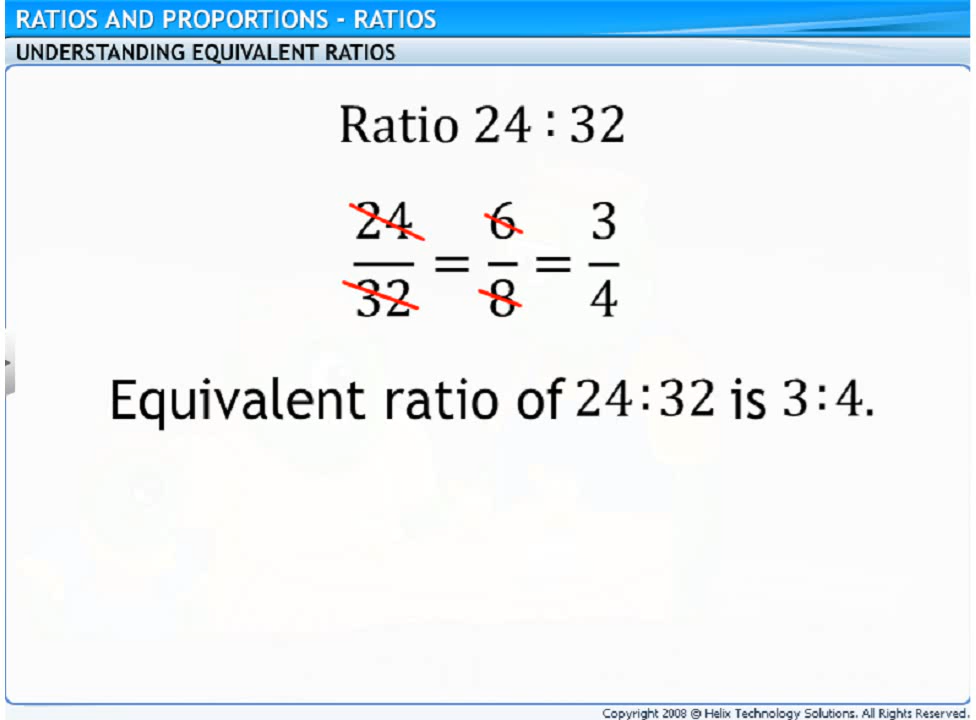 RATIOS AND PROPORTIONS - RATIOS
UNDERSTANDING EQUIVALENT RATIOS
Ratio 24 : 32
24/32 = 6/8 = 3/4
Equivalent ratio of 24:32 is 3:4.
Copyright 2008 @ Helix Technology Solutions. All Rights Reserved.